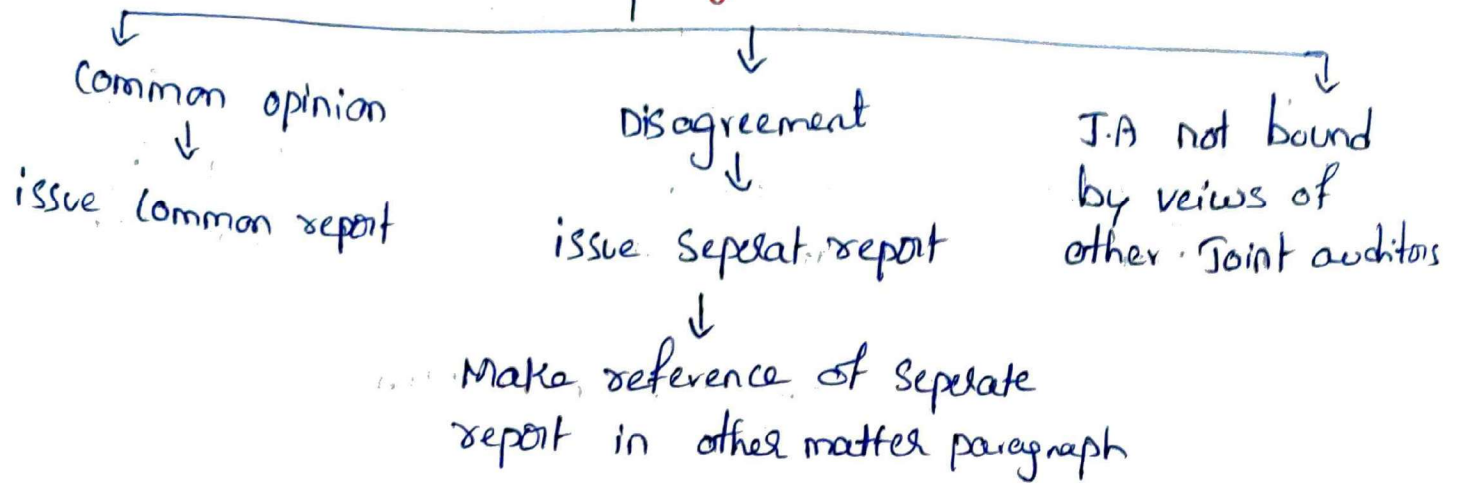 Common opinion
issue common report
Disagreement
issue seperat report
Make reference of seperate
report in other matter paragraph
J.A not bound
by veiws of
other Joint auditors